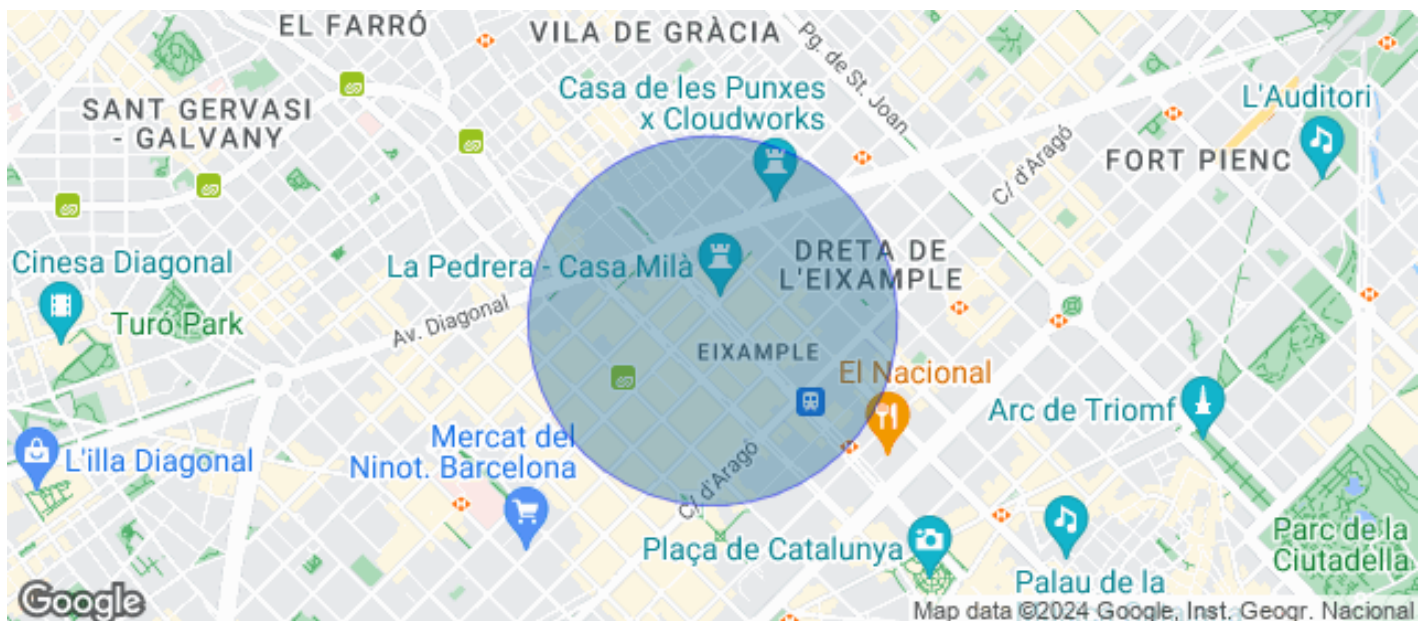 EL FARRÓ
VILA DE GRÀCIA
Pg. de St. Joan
Casa de les Punxes
x Cloudworks
L'Auditori
SANT GERVASI
- GALVANY
C/ d'Aragó
FORT PIENC
Cinesa Diagonal
La Pedrera - Casa Milà
DRETA DE
L'EIXAMPLE
Turó Park
Av. Diagonal
EIXAMPLE
El Nacional
Arc de Triomf
L'illa Diagonal
Mercat del
Ninot. Barcelona
C/ d'Aragó
Plaça de Catalunya
Parc de la
Ciutadella
Palau de la
Google
Map data ©2024 Google, Inst. Geogr. Nacional